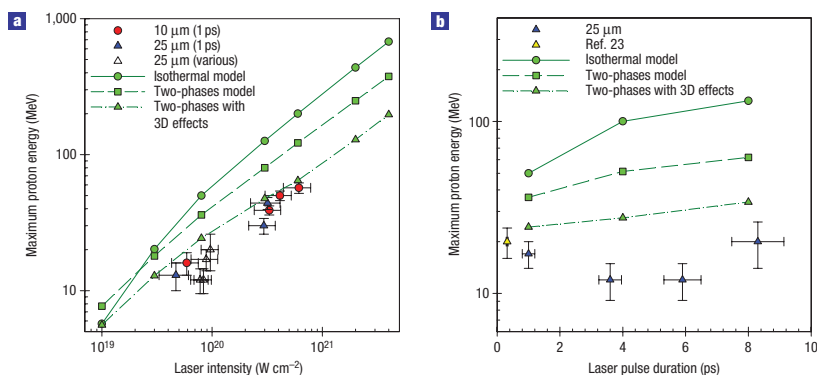 a
10 μm (1 ps)
25 μm (1 ps)
25 μm (various)
Isothermal model
Two-phases model
Two-phases with
3D effects
1,000
100
10
Maximum proton energy (MeV)
10¹⁹
10²⁰
10²¹
Laser intensity (W cm⁻²)
b
25 μm
Ref. 23
Isothermal model
Two-phases model
Two-phases with 3D effects
100
10
Maximum proton energy (MeV)
0
2
4
6
8
10
Laser pulse duration (ps)